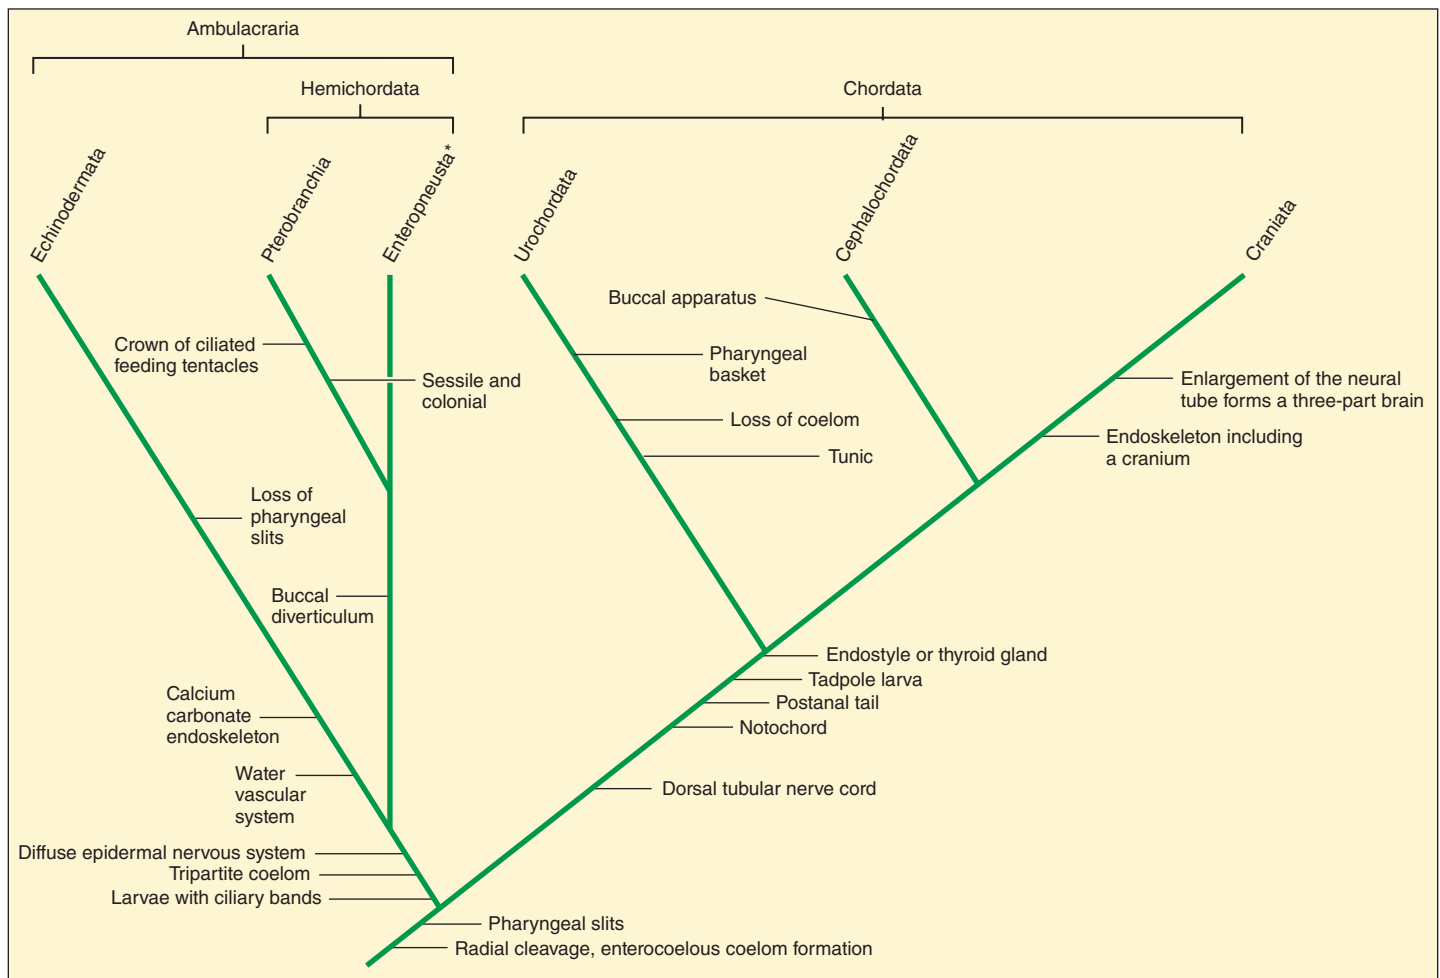 Ambulacraria
Hemichordata
Chordata
Echinodermata
Pterobranchia
Enteropneusta*
Urochordata
Cephalochordata
Craniata
Buccal apparatus
Crown of ciliated
feeding tentacles
Pharyngeal
basket
Sessile and
colonial
Enlargement of the neural
tube forms a three-part brain
Loss of coelom
Endoskeleton including
a cranium
Tunic
Loss of
pharyngeal
slits
Buccal
diverticulum
Endostyle or thyroid gland
Tadpole larva
Calcium
carbonate
endoskeleton
Postanal tail
Notochord
Water
vascular
system
Dorsal tubular nerve cord
Diffuse epidermal nervous system
Tripartite coelom
Larvae with ciliary bands
Pharyngeal slits
Radial cleavage, enterocoelous coelom formation